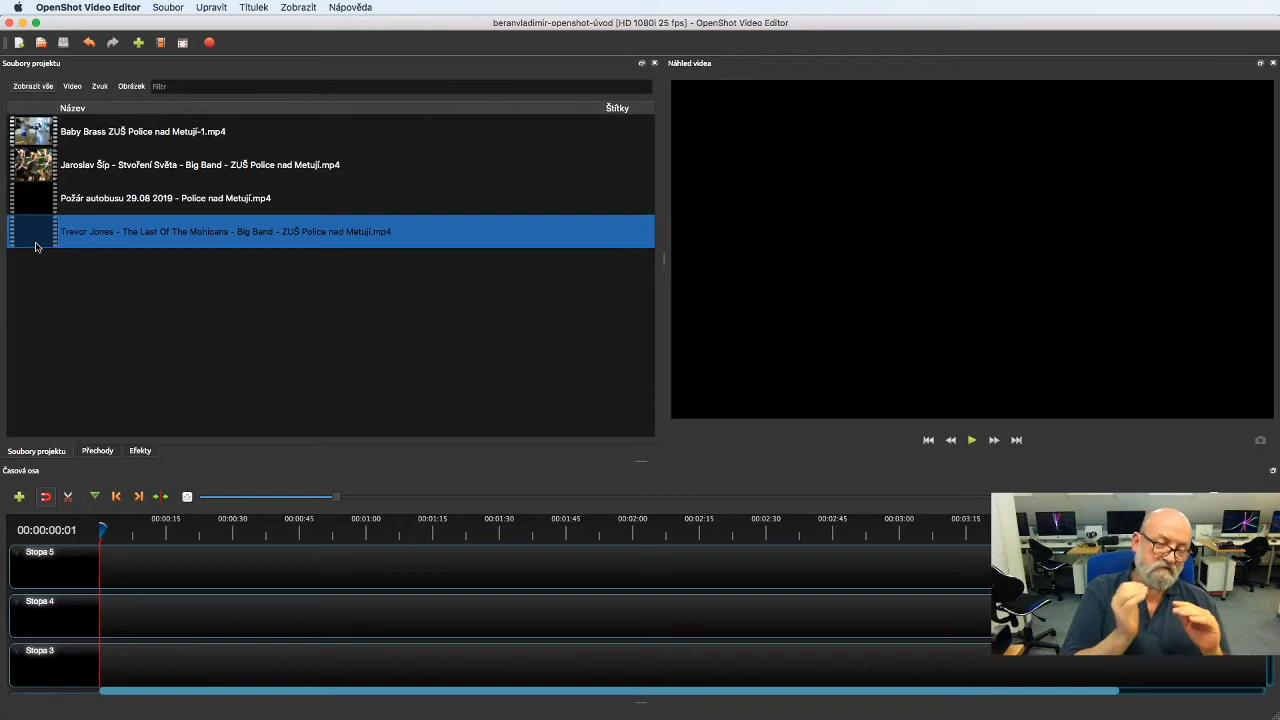 OpenShot Video Editor Soubor Upravit Titulek Zobrazit Nápověda
beranvladimir-openshot-úvod [HD 1080i 25 fps] - OpenShot Video Editor
Soubory projektu
Náhled videa
Zobrazit vše Video Zvuk Obrázek Filtr
Název Štítky
Baby Brass ZUŠ Police nad Metují-1.mp4
Jaroslav Šíp - Stvoření Světa - Big Band - ZUŠ Police nad Metují.mp4
Požár autobusu 29.08 2019 - Police nad Metují.mp4
Trevor Jones - The Last Of The Mohicans - Big Band - ZUŠ Police nad Metují.mp4
Soubory projektu Přechody Efekty
Časová osa
00:00:00:01
00:00:15 00:00:30 00:00:45 00:01:00 00:01:15 00:01:30 00:01:45 00:02:00 00:02:15 00:02:30 00:02:45 00:03:00 00:03:15
Stopa 5
Stopa 4
Stopa 3